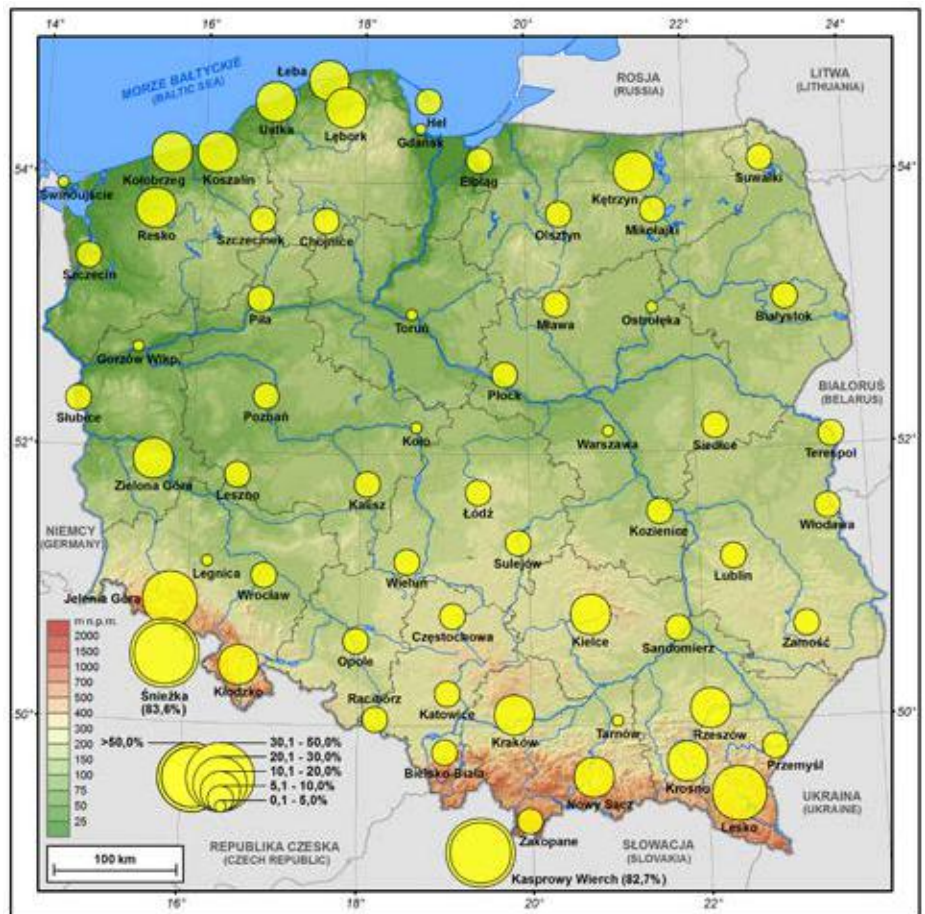 14°
16°
18°
20°
22°
24°
MORZE BAŁTYCKIE
(BALTIC SEA)
ROSJA
(RUSSIA)
LITWA
(LITHUANIA)
Łeba
Ustka
Lębork
Hel
Gdańsk
54°
54°
Świnoujście
Kołobrzeg
Koszalin
Elbląg
Kętrzyn
Suwałki
Resko
Szczecinek
Chojnice
Olsztyn
Mikołajki
Szczecin
Piła
Toruń
Mława
Ostrołęka
Białystok
Gorzów Wlkp.
Płock
BIAŁORUŚ
(BELARUS)
Słubice
Poznań
Koło
Warszawa
Siedlce
Terespol
52°
52°
Zielona Góra
Leszno
Kalisz
Łódź
Kozienice
Włodawa
NIEMCY
(GERMANY)
Legnica
Wrocław
Wieluń
Sulejów
Lublin
Jelenia Góra
Częstochowa
Kielce
Sandomierz
Zamość
m n.p.m.
2000
1500
1000
700
500
400
300
200
150
100
75
50
25
Śnieżka
(83,6%)
Kłodzko
Opole
Racibórz
Katowice
Kraków
Tarnów
Rzeszów
Przemyśl
50°
50°
>50,0%
30,1 - 50,0%
20,1 - 30,0%
10,1 - 20,0%
5,1 - 10,0%
0,1 - 5,0%
Bielsko-Biała
Nowy Sącz
Krosno
Lesko
UKRAINA
(UKRAINE)
Zakopane
100 km
REPUBLIKA CZESKA
(CZECH REPUBLIC)
SŁOWACJA
(SLOVAKIA)
Kasprowy Wierch (82,7%)
16°
18°
20°
22°